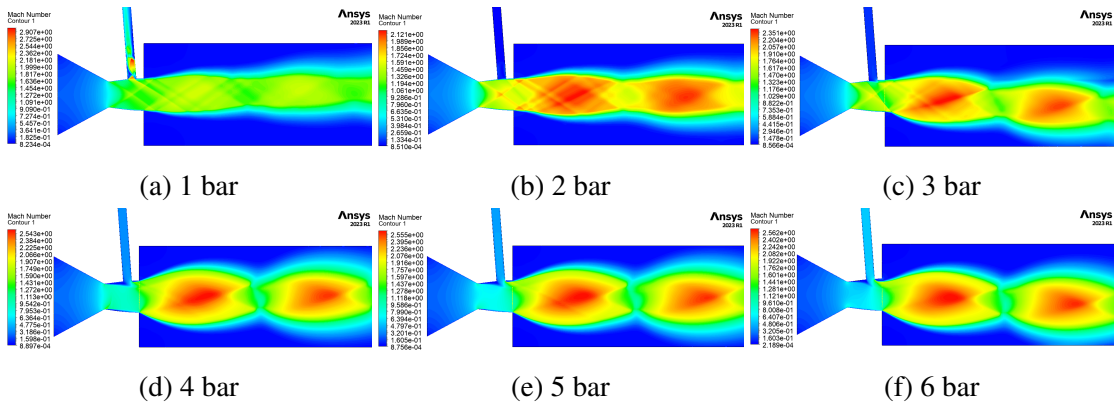 Mach Number
Contour 1
2.907e+00
2.725e+00
2.544e+00
2.362e+00
2.181e+00
1.999e+00
1.817e+00
1.636e+00
1.454e+00
1.272e+00
1.091e+00
9.090e-01
7.274e-01
5.457e-01
3.641e-01
1.825e-01
8.234e-04
Ansys
2023 R1
(a) 1 bar
Mach Number
Contour 1
2.121e+00
1.989e+00
1.856e+00
1.724e+00
1.591e+00
1.459e+00
1.326e+00
1.194e+00
1.061e+00
9.286e-01
7.960e-01
6.635e-01
5.310e-01
3.984e-01
2.659e-01
1.334e-01
8.510e-04
Ansys
2023 R1
(b) 2 bar
Mach Number
Contour 1
2.351e+00
2.204e+00
2.057e+00
1.910e+00
1.764e+00
1.617e+00
1.470e+00
1.323e+00
1.176e+00
1.029e+00
8.822e-01
7.353e-01
5.884e-01
4.415e-01
2.946e-01
1.478e-01
8.566e-04
Ansys
2023 R1
(c) 3 bar
Mach Number
Contour 1
2.543e+00
2.384e+00
2.225e+00
2.066e+00
1.907e+00
1.749e+00
1.590e+00
1.431e+00
1.272e+00
1.113e+00
9.542e-01
7.953e-01
6.364e-01
4.775e-01
3.186e-01
1.598e-01
8.897e-04
Ansys
2023 R1
(d) 4 bar
Mach Number
Contour 1
2.555e+00
2.395e+00
2.236e+00
2.076e+00
1.916e+00
1.757e+00
1.597e+00
1.437e+00
1.278e+00
1.118e+00
9.586e-01
7.990e-01
6.394e-01
4.797e-01
3.201e-01
1.605e-01
8.756e-04
Ansys
2023 R1
(e) 5 bar
Mach Number
Contour 1
2.562e+00
2.402e+00
2.242e+00
2.082e+00
1.922e+00
1.762e+00
1.601e+00
1.441e+00
1.281e+00
1.121e+00
9.610e-01
8.008e-01
6.407e-01
4.806e-01
3.205e-01
1.603e-01
2.189e-04
Ansys
2023 R1
(f) 6 bar